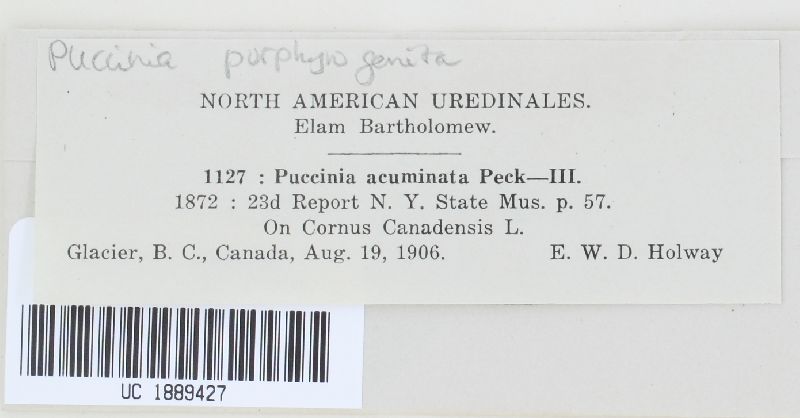 Puccinia porphyrogenita
NORTH AMERICAN UREDINALES.
Elam Bartholomew.
1127 : Puccinia acuminata Peck—III.
1872 : 23d Report N. Y. State Mus. p. 57.
On Cornus Canadensis L.
Glacier, B. C., Canada, Aug. 19, 1906. E. W. D. Holway
UC 1889427